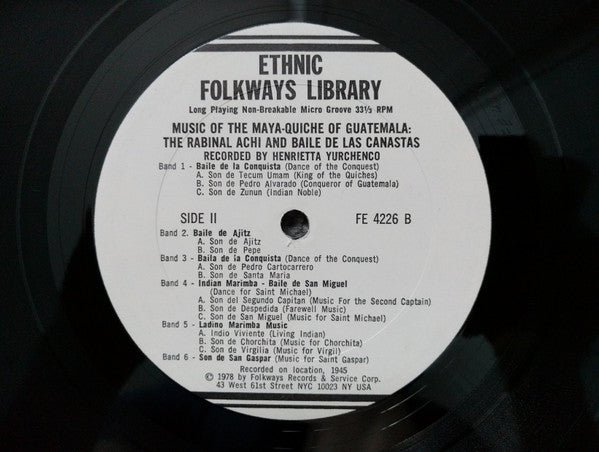 ETHNIC
FOLKWAYS LIBRARY
Long Playing Non-Breakable Micro Groove 33⅓ RPM
MUSIC OF THE MAYA-QUICHE OF GUATEMALA:
THE RABINAL ACHI AND BAILE DE LAS CANASTAS
RECORDED BY HENRIETTA YURCHENCO
Band 1 - Baile de la Conquista (Dance of the Conquest)
A. Son de Tecum Umam (King of the Quiches)
B. Son de Pedro Alvarado (Conqueror of Guatemala)
C. Son de Zunun (Indian Noble)
SIDE II FE 4226 B
Band 2. Baile de Ajitz
A. Son de Ajitz
B. Son de Pepe
Band 3 - Baila de la Conquista (Dance of the Conquest)
A. Son de Pedro Cartocarrero
B. Son de Santa Maria
Band 4 - Indian Marimba - Baile de San Miguel
(Dance for Saint Michael)
A. Son del Segundo Capitan (Music For the Second Captain)
B. Son de Despedida (Farewell Music)
C. Son de San Miguel (Music for Saint Michael)
Band 5 - Ladino Marimba Music
A. Indio Viviente (Living Indian)
B. Son de Chorchita (Music for Chorchita)
C. Son de Virgilia (Music for Virgil)
Band 6 - Son de San Gaspar (Music for Saint Gaspar)
Recorded on location, 1945
© 1978 by Folkways Records & Service Corp.
43 West 61st Street NYC 10023 NY USA